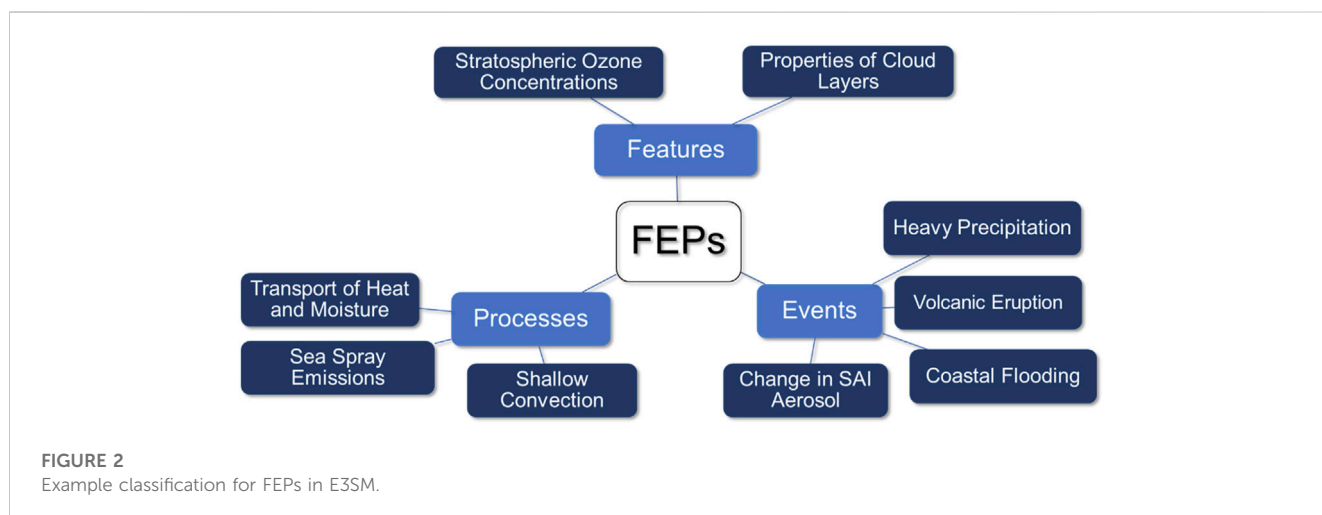 Stratospheric Ozone
Concentrations
Properties of Cloud
Layers
Features
FEPs
Heavy Precipitation
Transport of Heat
and Moisture
Processes
Events
Volcanic Eruption
Sea Spray
Emissions
Shallow
Convection
Change in SAI
Aerosol
Coastal Flooding
FIGURE 2
Example classification for FEPs in E3SM.